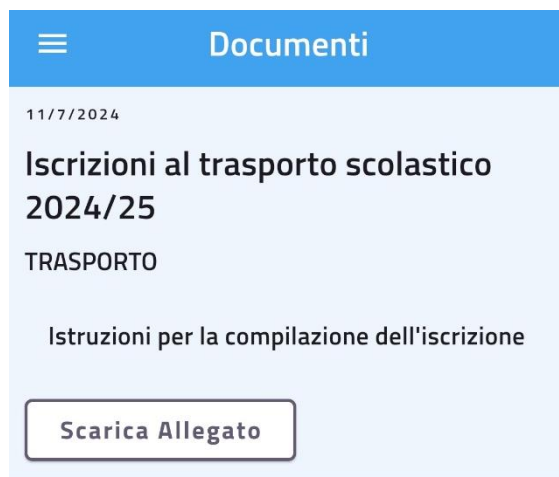 Documenti
11/7/2024
Iscrizioni al trasporto scolastico
2024/25
TRASPORTO
Istruzioni per la compilazione dell'iscrizione
Scarica Allegato